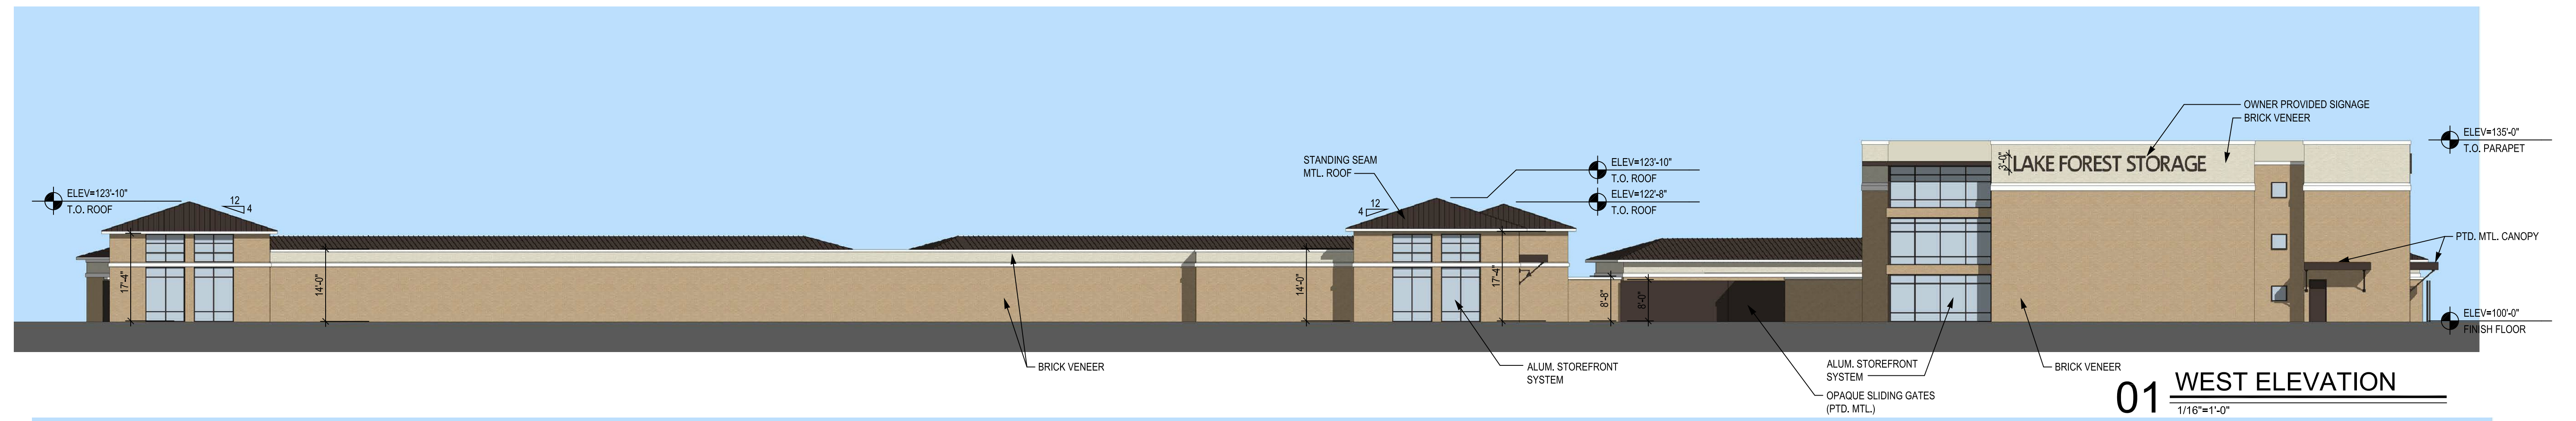 OWNER PROVIDED SIGNAGE
BRICK VENEER
ELEV=135'-0"
T.O. PARAPET
STANDING SEAM
MTL. ROOF
ELEV=123'-10"
T.O. ROOF
3'-0"
LAKE FOREST STORAGE
ELEV=123'-10"
T.O. ROOF
12
4
12
4
ELEV=122'-8"
T.O. ROOF
PTD. MTL. CANOPY
17'-4"
14'-0"
14'-0"
17'-4"
8'-8"
8'-0"
ELEV=100'-0"
FINISH FLOOR
BRICK VENEER
ALUM. STOREFRONT
SYSTEM
ALUM. STOREFRONT
SYSTEM
BRICK VENEER
OPAQUE SLIDING GATES
(PTD. MTL.)
01
WEST ELEVATION
1/16"=1'-0"